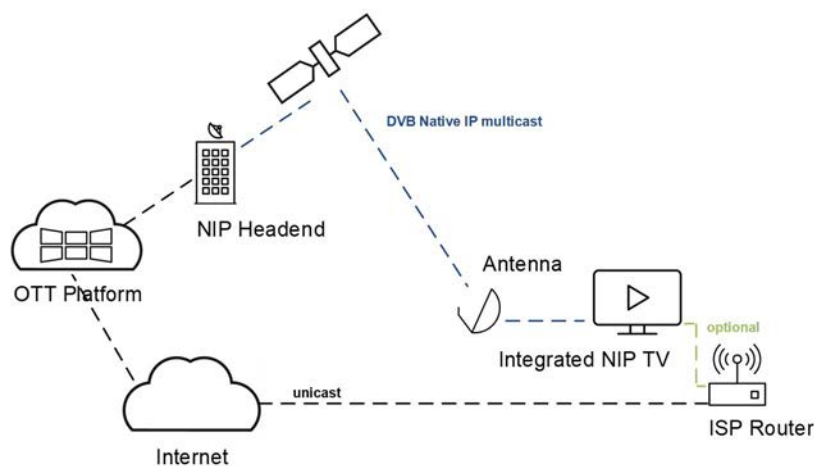 DVB Native IP multicast
NIP Headend
Antenna
OTT Platform
optional
Integrated NIP TV
unicast
ISP Router
Internet